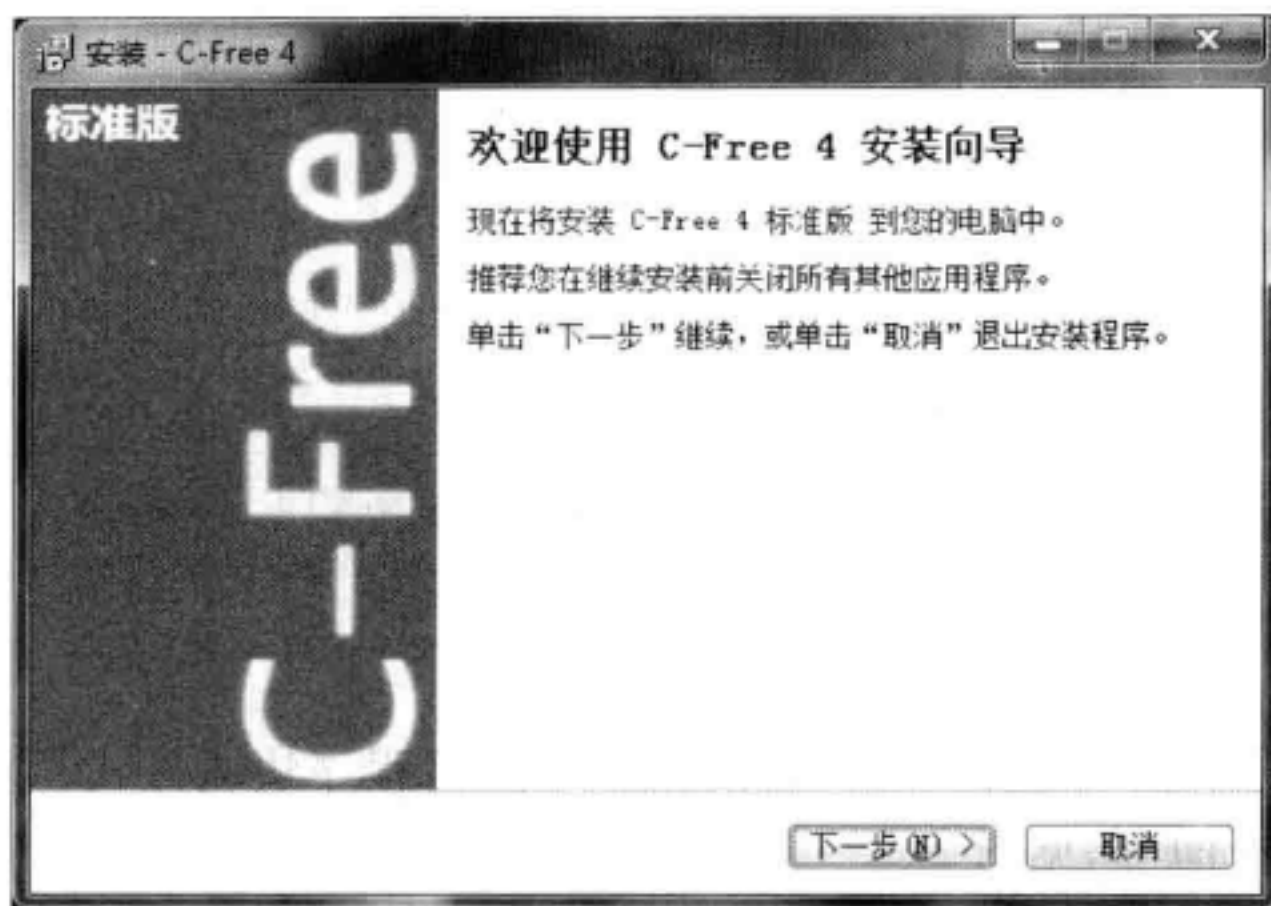 安装 - C-Free 4
标准版
C-Free
欢迎使用 C-Free 4 安装向导
现在将安装 C-Free 4 标准版 到您的电脑中。
推荐您在继续安装前关闭所有其他应用程序。
单击“下一步”继续，或单击“取消”退出安装程序。
下一步(N) >
取消